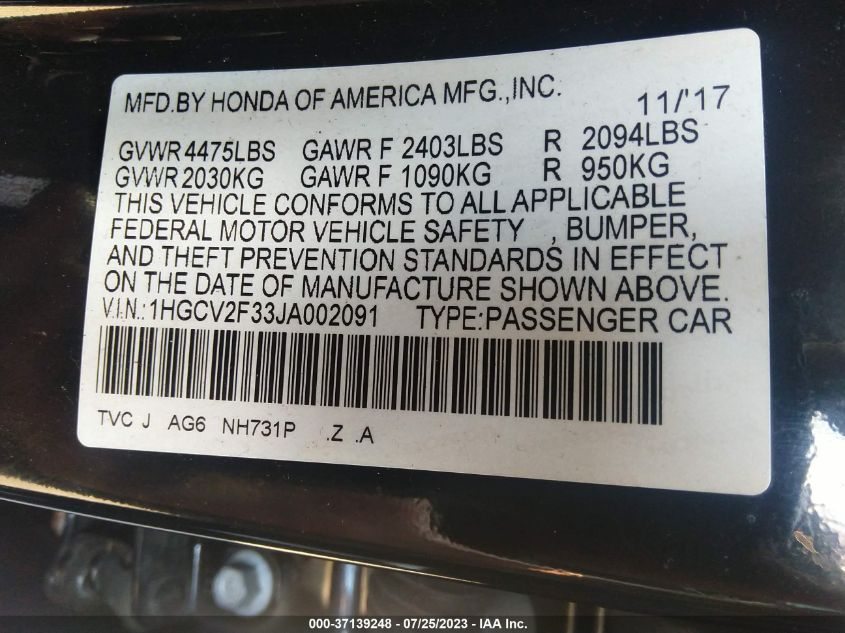 MFD.BY HONDA OF AMERICA MFG.,INC. 11/'17
GVWR 4475LBS GAWR F 2403LBS R 2094LBS
GVWR 2030KG GAWR F 1090KG R 950KG
THIS VEHICLE CONFORMS TO ALL APPLICABLE
FEDERAL MOTOR VEHICLE SAFETY , BUMPER,
AND THEFT PREVENTION STANDARDS IN EFFECT
ON THE DATE OF MANUFACTURE SHOWN ABOVE.
V.I.N.:1HGCV2F33JA002091 TYPE:PASSENGER CAR
TVC J AG6 NH731P .Z .A
000-37139248 - 07/25/2023 - IAA Inc.